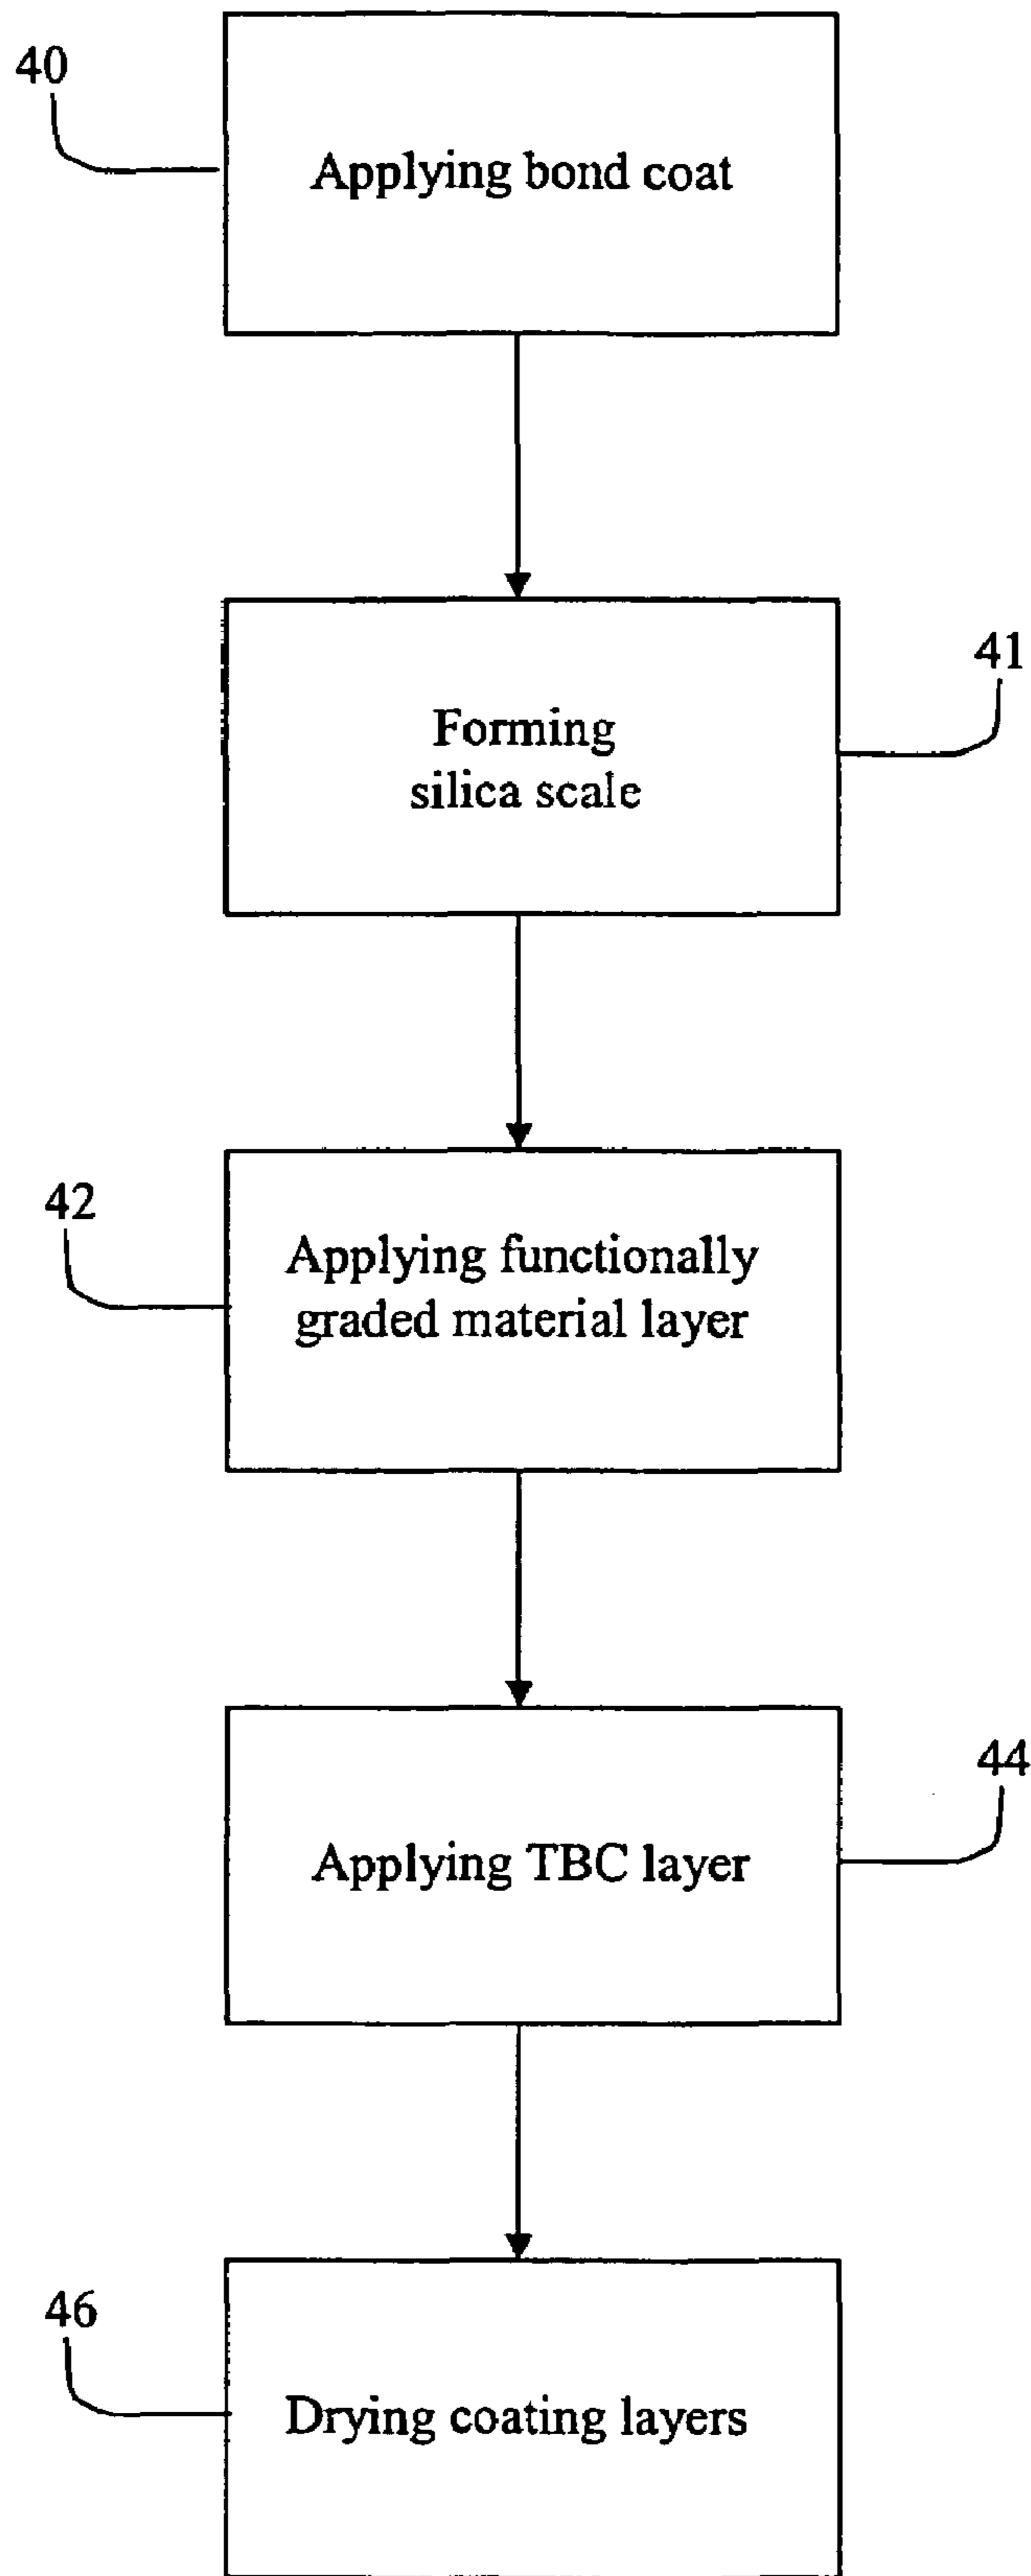 40
Applying bond coat
41
Forming
silica scale
42
Applying functionally
graded material layer
44
Applying TBC layer
46
Drying coating layers